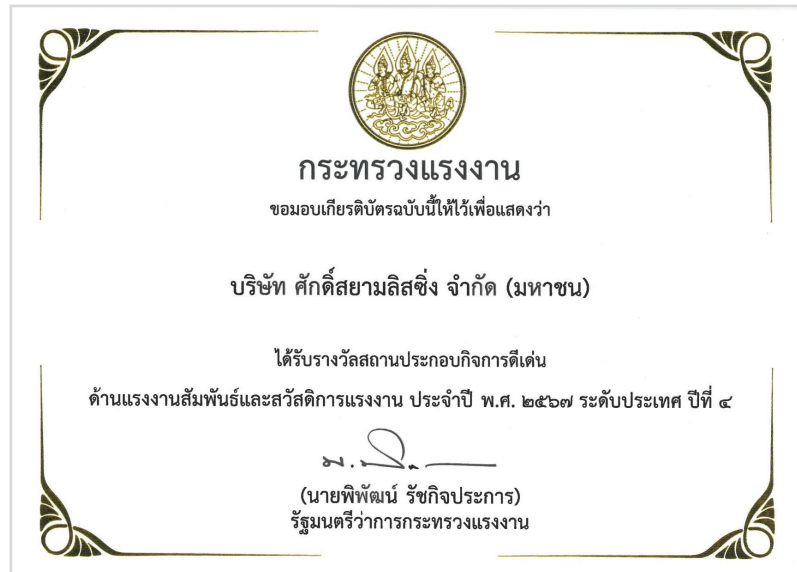 กระทรวงแรงงาน
ขอมอบเกียรติบัตรฉบับนี้ให้ไว้เพื่อแสดงว่า
บริษัท ศักดิ์สยามลิสซิ่ง จำกัด (มหาชน)
ได้รับรางวัลสถานประกอบกิจการดีเด่น
ด้านแรงงานสัมพันธ์และสวัสดิการแรงงาน ประจำปี พ.ศ. ๒๕๖๗ ระดับประเทศ ปีที่ ๔
(นายพิพัฒน์ รัชกิจประการ)
รัฐมนตรีว่าการกระทรวงแรงงาน